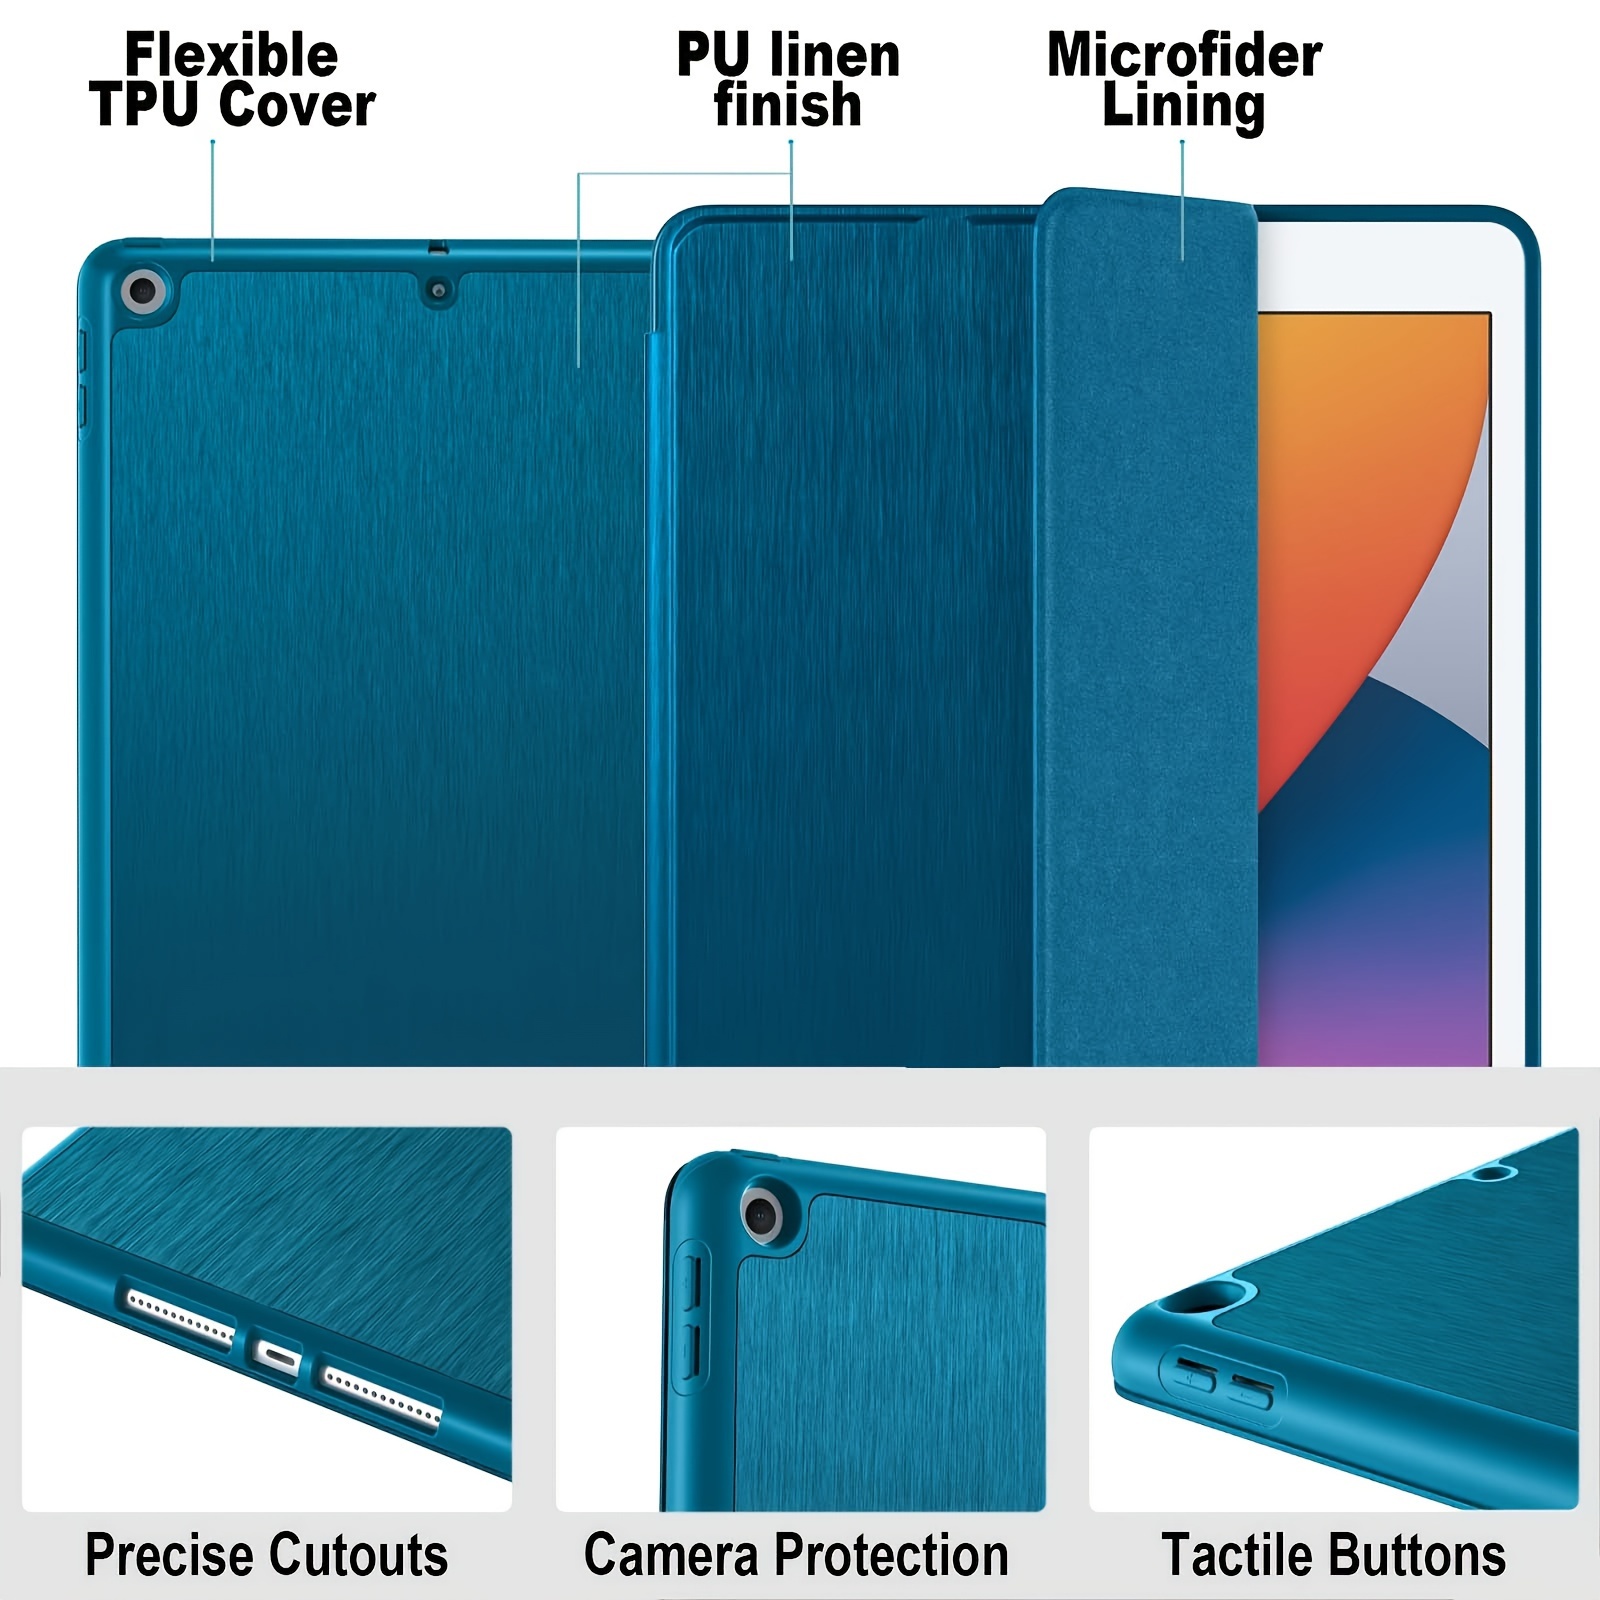 Flexible
TPU Cover
PU linen
finish
Microfider
Lining
Precise Cutouts
Camera Protection
Tactile Buttons